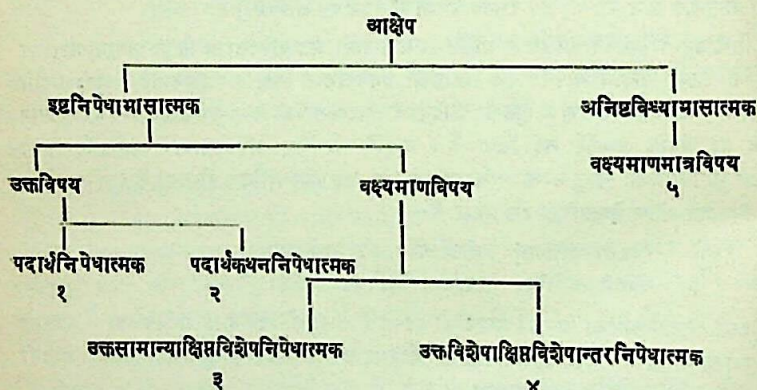 आक्षेप
इष्टनिषेधाभासात्मक अनिष्टविध्याभासात्मक
उक्तविषय वक्ष्यमाणविषय वक्ष्यमाणमात्रविषय
५
पदार्थनिषेधात्मक पदार्थकथननिषेधात्मक
१ २
उक्तसामान्याक्षिप्तविशेषनिषेधात्मक उक्तविशेषाक्षिप्तविशेषान्तरनिषेधात्मक
३ ४